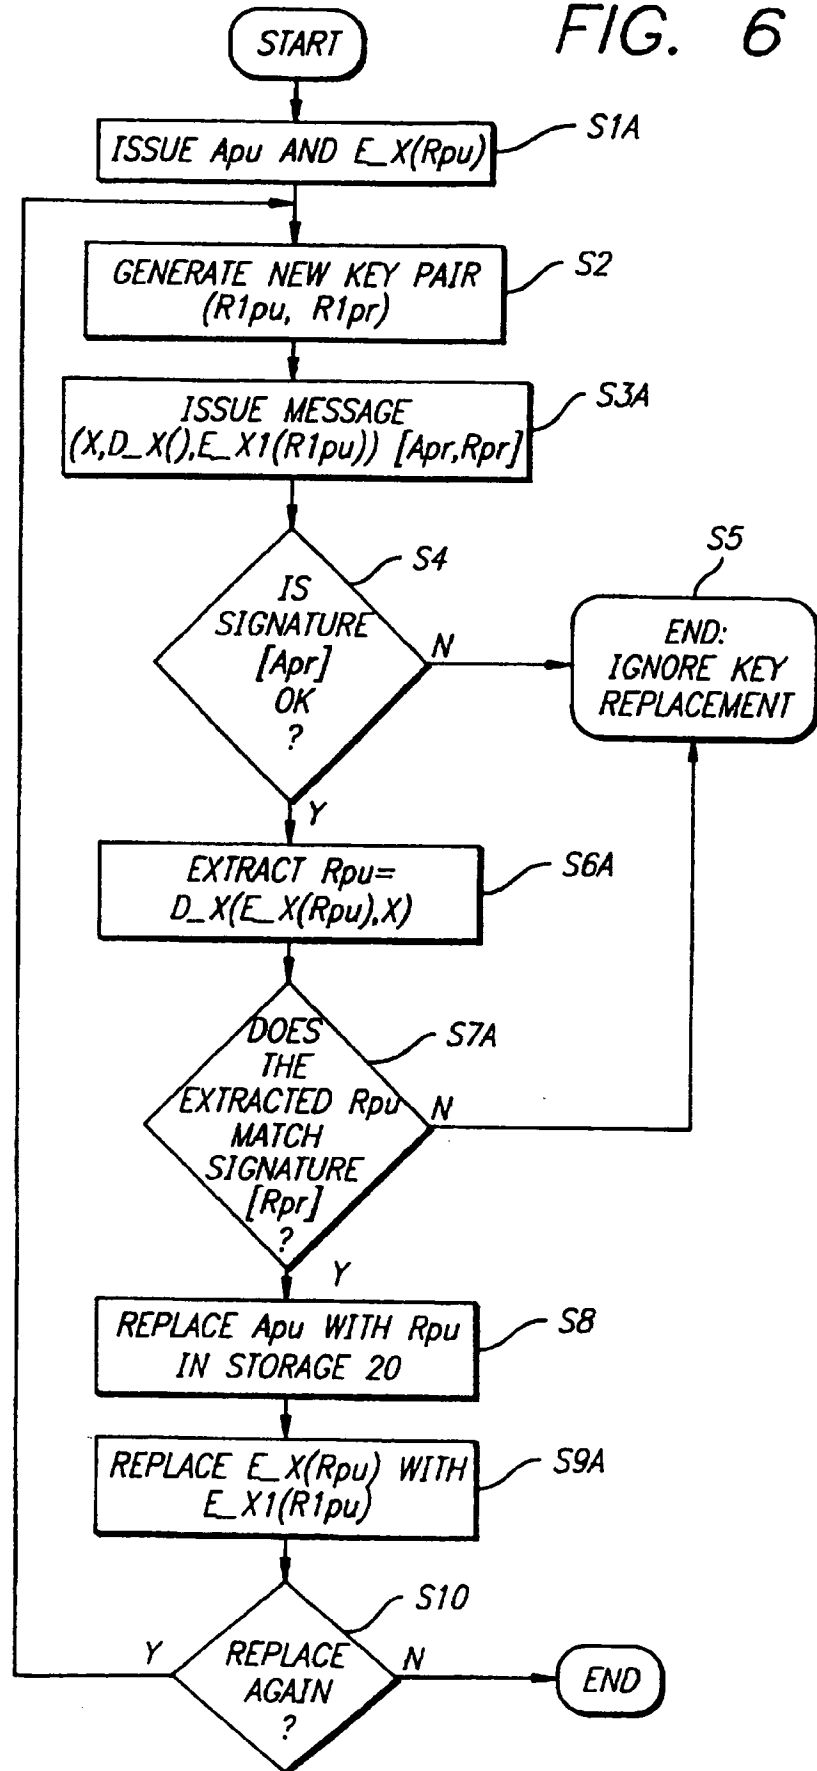 FIG. 6
START
ISSUE Apu AND E_X(Rpu)
S1A
GENERATE NEW KEY PAIR
(R1pu, R1pr)
S2
ISSUE MESSAGE
(X,D_X(),E_X1(R1pu)) [Apr,Rpr]
S3A
IS
SIGNATURE
[Apr]
OK
?
S4
N
Y
S5
END:
IGNORE KEY
REPLACEMENT
EXTRACT Rpu=
D_X(E_X(Rpu),X)
S6A
DOES
THE
EXTRACTED Rpu
MATCH
SIGNATURE
[Rpr]
?
S7A
N
Y
REPLACE Apu WITH Rpu
IN STORAGE 20
S8
REPLACE E_X(Rpu) WITH
E_X1(R1pu)
S9A
REPLACE
AGAIN
?
S10
Y
N
END